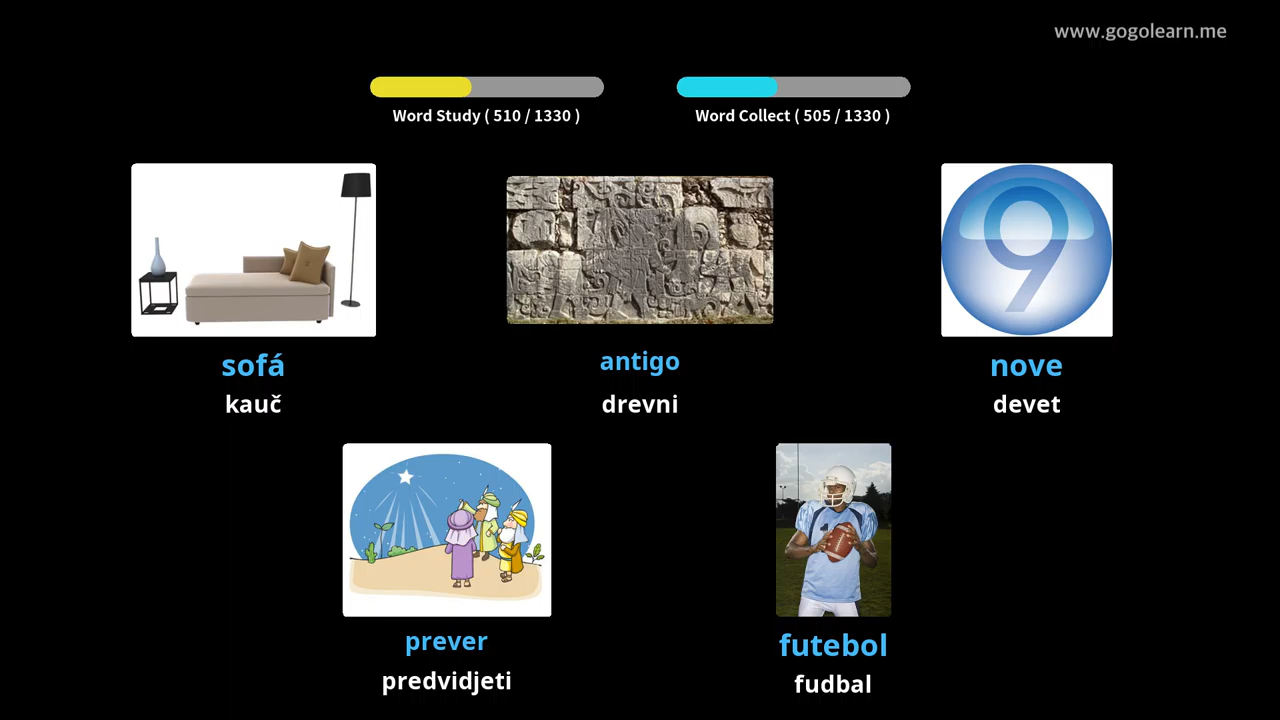 www.gogolearn.me
Word Study ( 510 / 1330 )
Word Collect ( 505 / 1330 )
9
sofá
antigo
nove
kauč
drevni
devet
prever
futebol
predvidjeti
fudbal